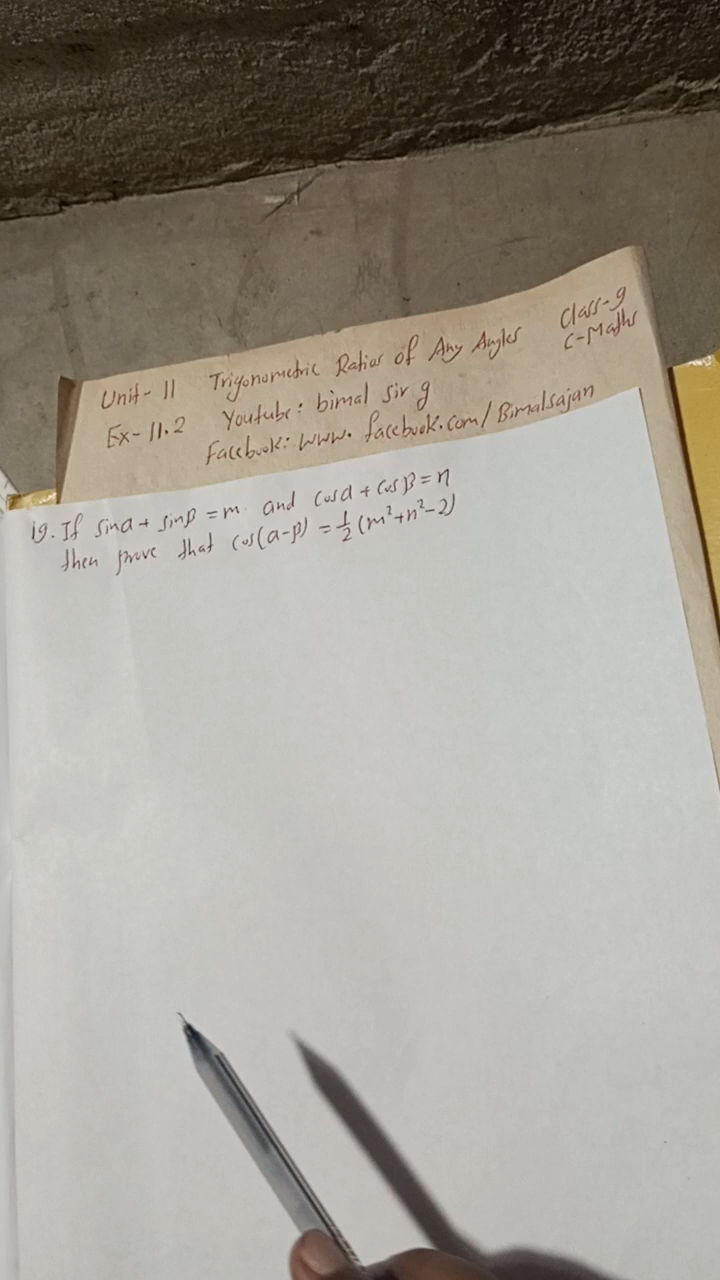 Unit- 11 Trigonometric Ratios of Any Angles Class-9
Ex- 11.2 Youtube: bimal sir g C-Maths
Facebook: www. facebook.com/Bimalsajan
19. If sinα + sinβ = m. and cosα + cosβ = n
then prove that cos(α-β) = 1/2 (m²+n²-2)